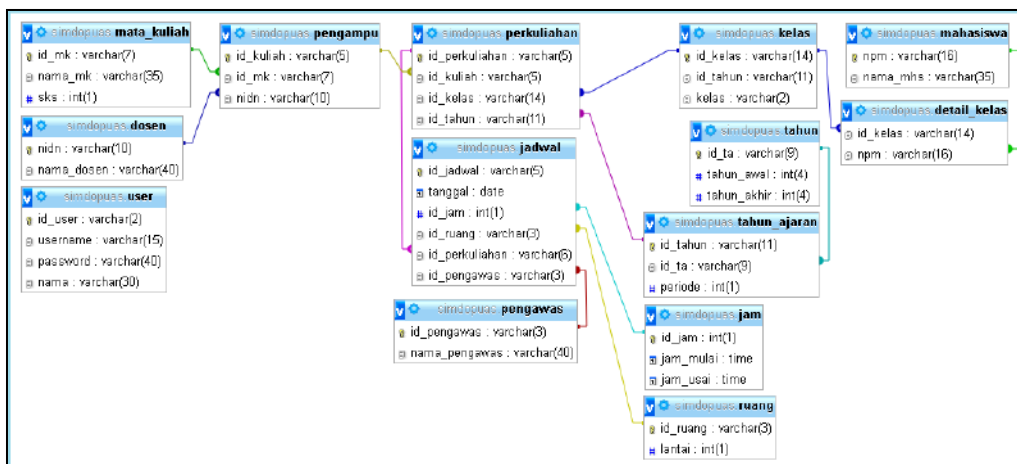 simdopuas mata_kuliah
id_mk : varchar(7)
nama_mk : varchar(35)
sks : int(1)
simdopuas dosen
nidn : varchar(10)
nama_dosen : varchar(40)
simdopuas user
id_user : varchar(2)
username : varchar(15)
password : varchar(40)
nama : varchar(30)
simdopuas pengampu
id_kuliah : varchar(5)
id_mk : varchar(7)
nidn : varchar(10)
simdopuas perkuliahan
id_perkuliahan : varchar(5)
id_kuliah : varchar(5)
id_kelas : varchar(14)
id_tahun : varchar(11)
simdopuas jadwal
id_jadwal : varchar(5)
tanggal : date
id_jam : int(1)
id_ruang : varchar(3)
id_perkuliahan : varchar(6)
id_pengawas : varchar(3)
simdopuas pengawas
id_pengawas : varchar(3)
nama_pengawas : varchar(40)
simdopuas kelas
id_kelas : varchar(14)
id_tahun : varchar(11)
kelas : varchar(2)
simdopuas tahun
id_ta : varchar(9)
tahun_awal : int(4)
tahun_akhir : int(4)
simdopuas tahun_ajaran
id_tahun : varchar(11)
id_ta : varchar(9)
periode : int(1)
simdopuas jam
id_jam : int(1)
jam_mulai : time
jam_usai : time
simdopuas ruang
id_ruang : varchar(3)
lantai : int(1)
simdopuas mahasiswa
npm : varchar(16)
nama_mhs : varchar(35)
simdopuas detail_kelas
id_kelas : varchar(14)
npm : varchar(16)